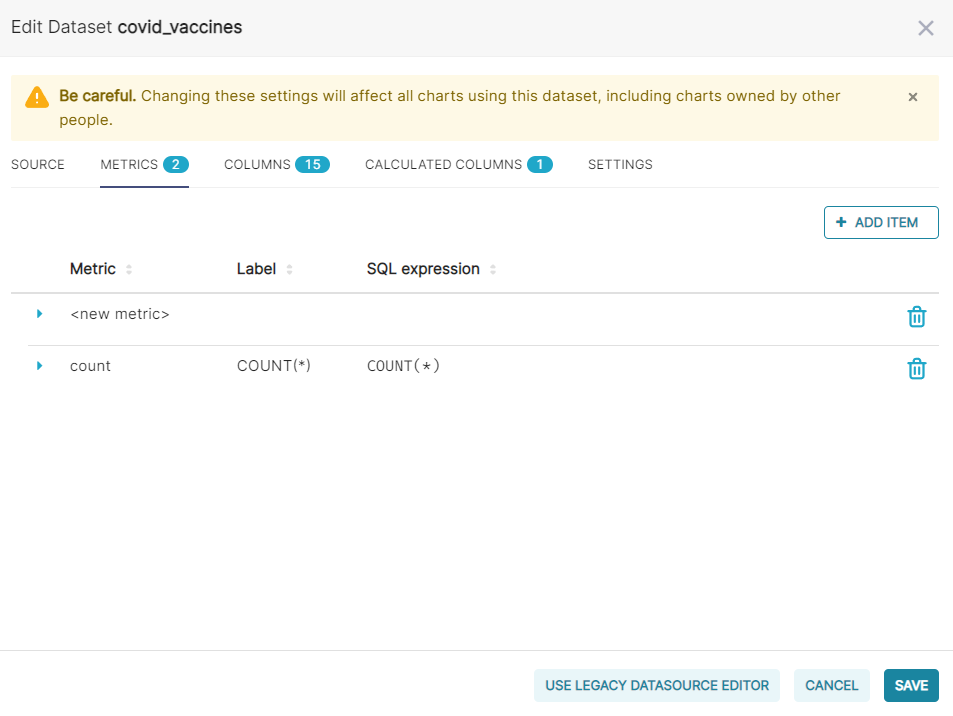 Edit Dataset covid_vaccines
Be careful. Changing these settings will affect all charts using this dataset, including charts owned by other
people.
SOURCE METRICS 2 COLUMNS 15 CALCULATED COLUMNS 1 SETTINGS
+ ADD ITEM
Metric Label SQL expression
<new metric>
count COUNT(*) COUNT(*)
USE LEGACY DATASOURCE EDITOR CANCEL SAVE